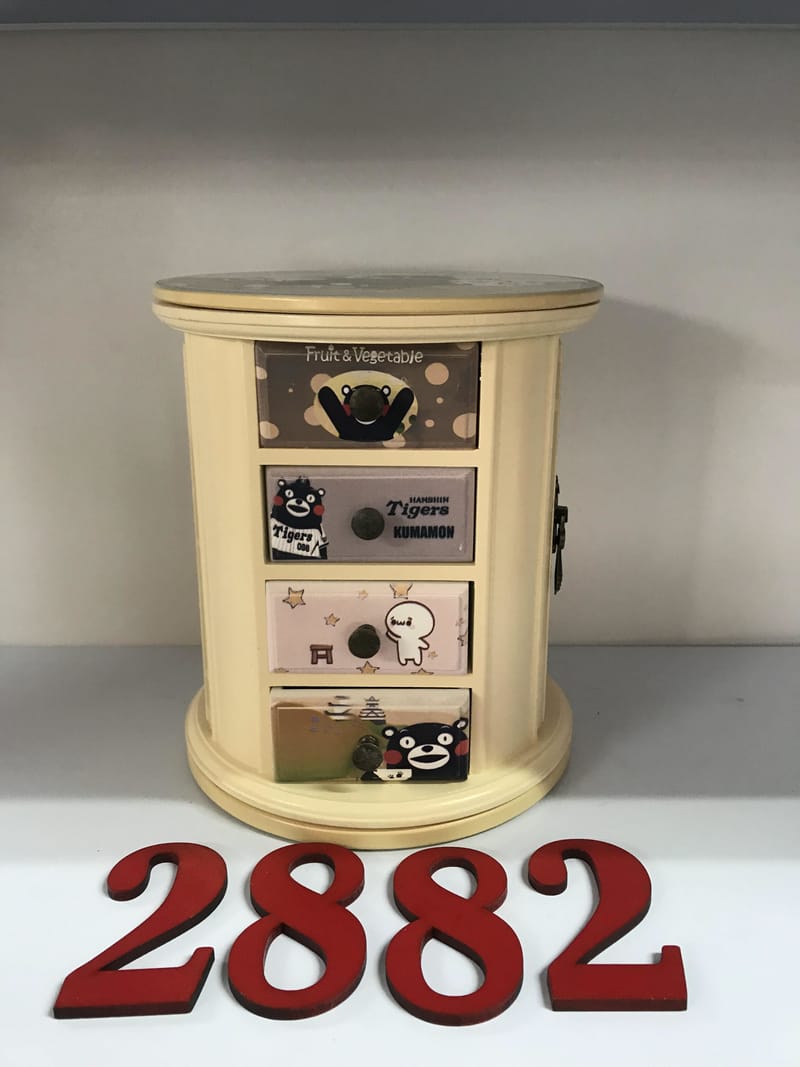 Fruit & Vegetable
HANSHIN
Tigers
KUMAMON
Tigers
2882